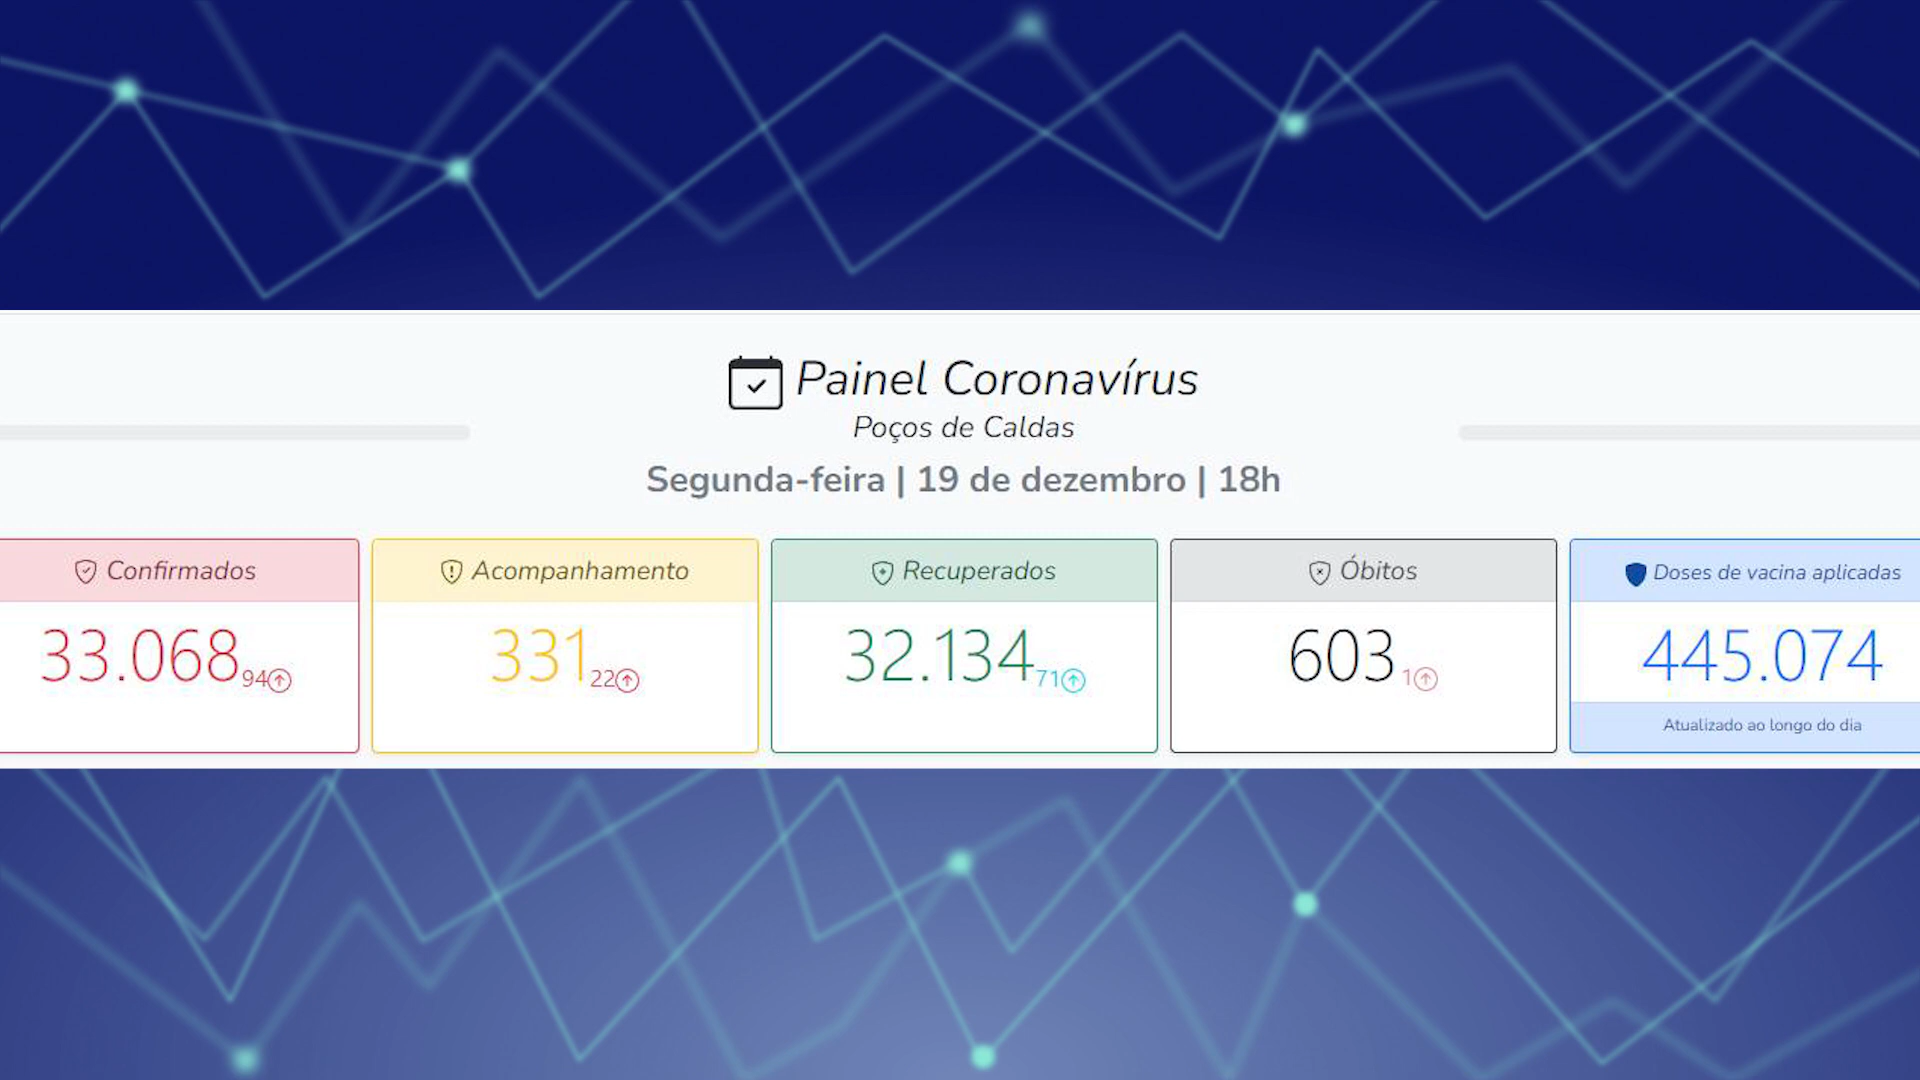 Painel Coronavírus
Poços de Caldas
Segunda-feira | 19 de dezembro | 18h
Confirmados
33.068 94
Acompanhamento
331 22
Recuperados
32.134 71
Óbitos
603 1
Doses de vacina aplicadas
445.074
Atualizado ao longo do dia